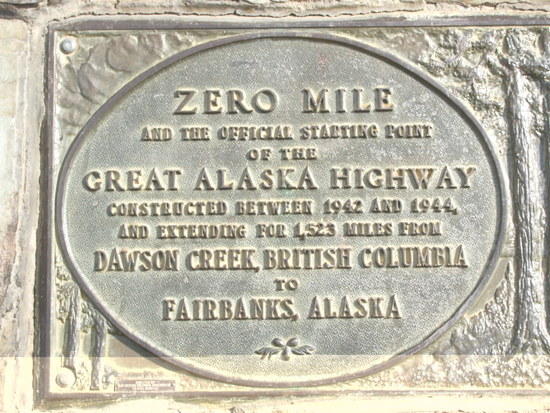 ZERO MILE
AND THE OFFICIAL STARTING POINT
OF THE
GREAT ALASKA HIGHWAY
CONSTRUCTED BETWEEN 1942 AND 1944,
AND EXTENDING FOR 1,523 MILES FROM
DAWSON CREEK, BRITISH COLUMBIA
TO
FAIRBANKS, ALASKA